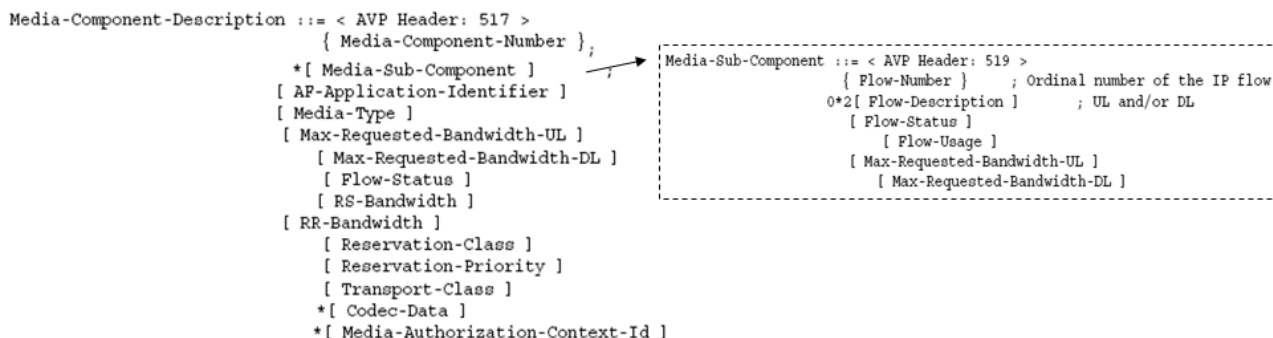 Media-Component-Description ::= < AVP Header: 517 >
{ Media-Component-Number } ;
*[ Media-Sub-Component ] ;
[ AF-Application-Identifier ]
[ Media-Type ]
[ Max-Requested-Bandwidth-UL ]
[ Max-Requested-Bandwidth-DL ]
[ Flow-Status ]
[ RS-Bandwidth ]
[ RR-Bandwidth ]
[ Reservation-Class ]
[ Reservation-Priority ]
[ Transport-Class ]
*[ Codec-Data ]
*[ Media-Authorization-Context-Id ]
Media-Sub-Component ::= < AVP Header: 519 >
{ Flow-Number } ; Ordinal number of the IP flow
0*2[ Flow-Description ] ; UL and/or DL
[ Flow-Status ]
[ Flow-Usage ]
[ Max-Requested-Bandwidth-UL ]
[ Max-Requested-Bandwidth-DL ]